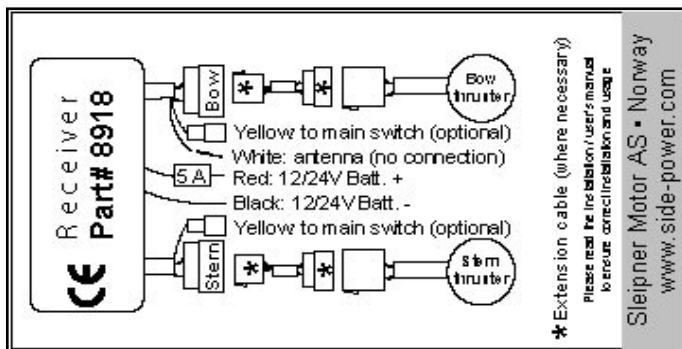 Receiver
Part# 8918
CE
Bow
*
*
Bow
thruster
Yellow to main switch (optional)
White: antenna (no connection)
5A
Red: 12/24V Batt. +
Black: 12/24V Batt. -
Yellow to main switch (optional)
Stern
*
*
Stern
thruster
* Extension cable (where necessary)
Please read the installation/user's manual
to ensure correct installation and usage
Sleipner Motor AS • Norway
www.side-power.com